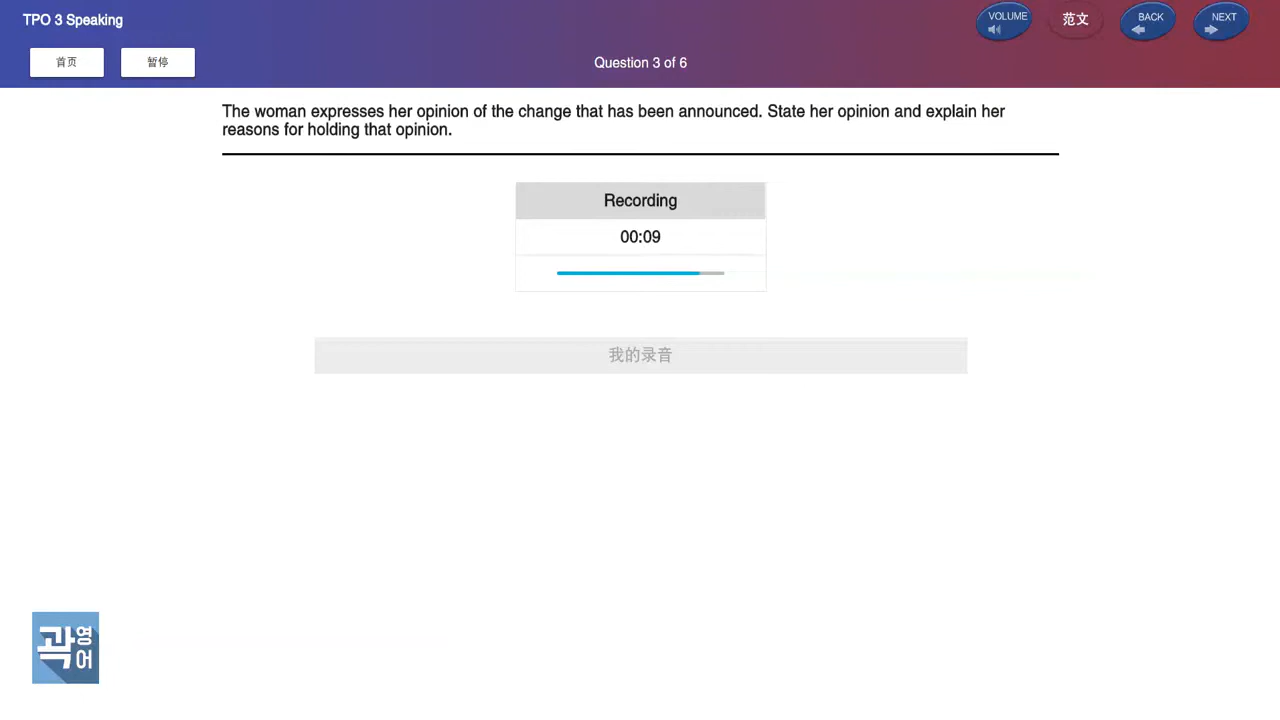 TPO 3 Speaking
VOLUME
范文
BACK
NEXT
首页
暂停
Question 3 of 6
The woman expresses her opinion of the change that has been announced. State her opinion and explain her
reasons for holding that opinion.
Recording
00:09
我的录音
곽영어